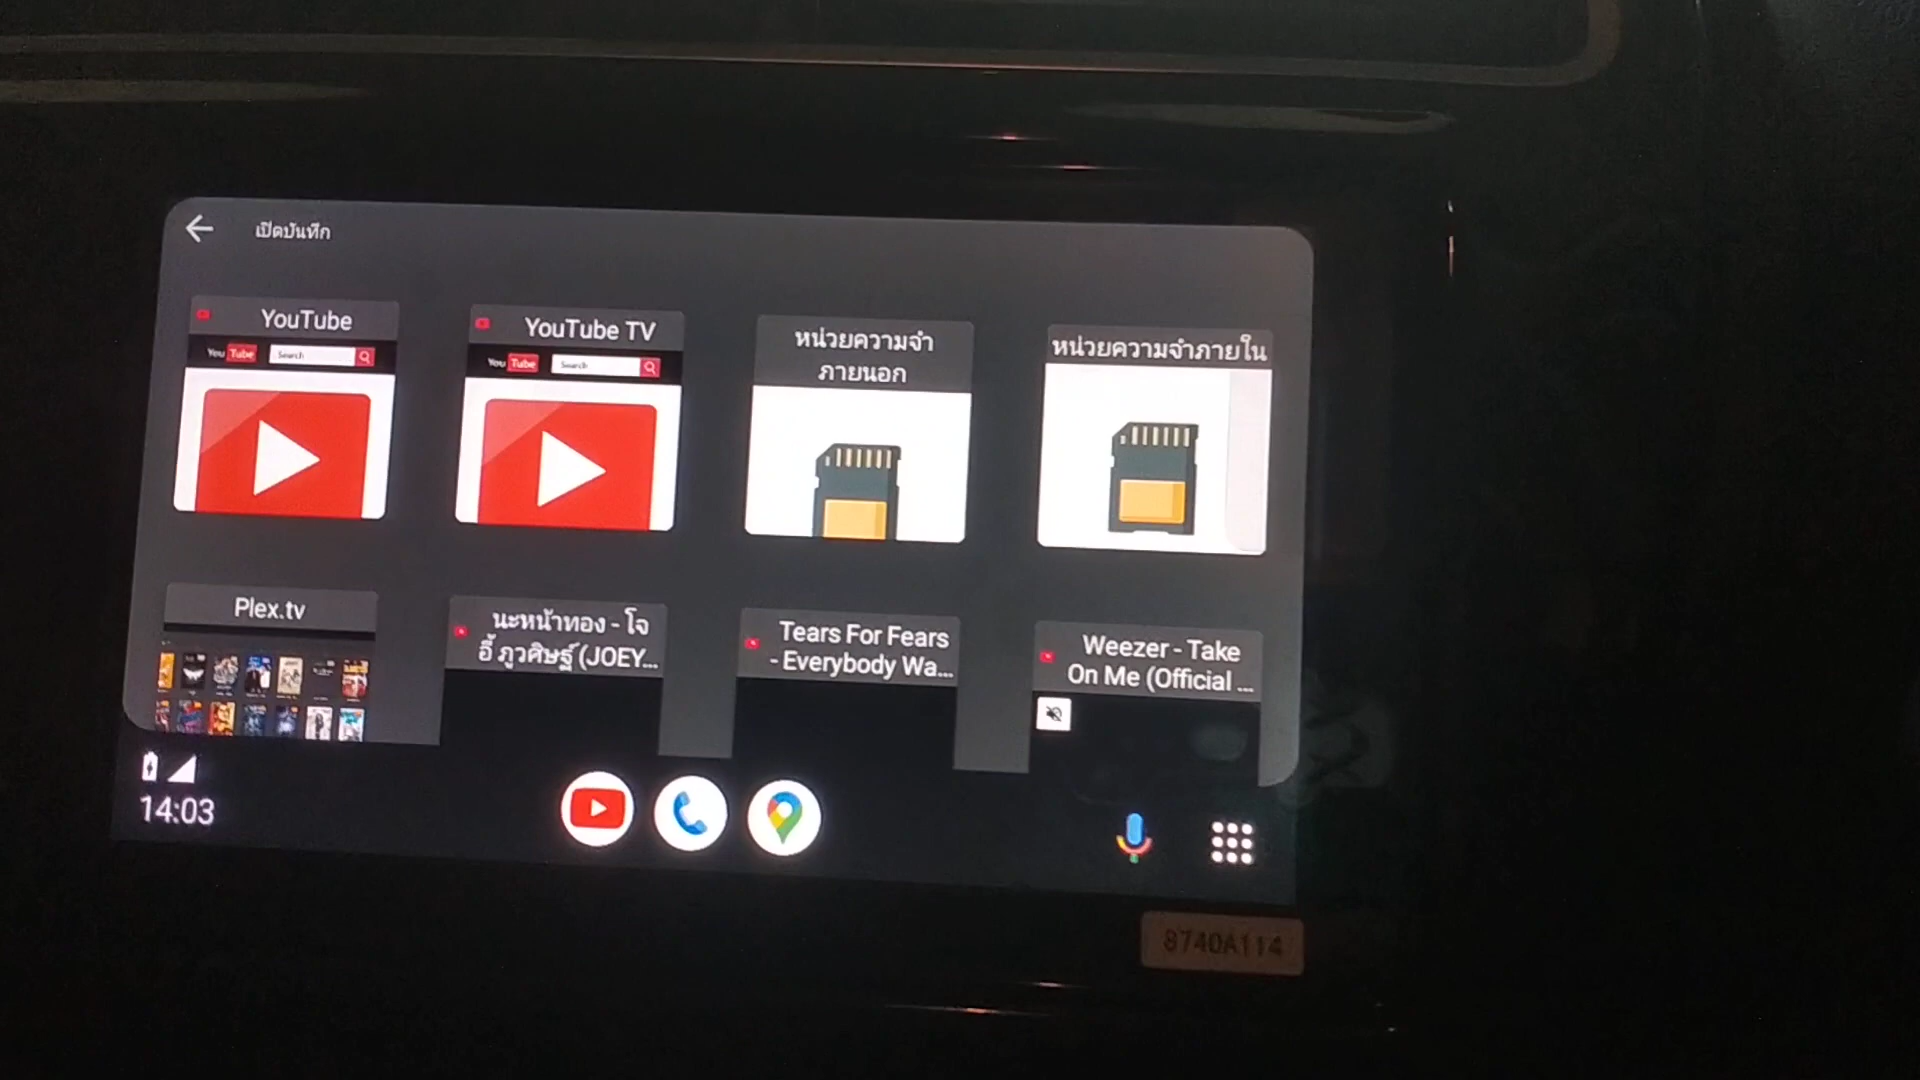 เปิดบันทึก
YouTube
YouTube TV
หน่วยความจำ
ภายนอก
หน่วยความจำภายใน
You Tube Search
You Tube Search
Plex.tv
นะหน้าทอง - โจ
อี้ ภูวศิษฐ์ (JOEY...
Tears For Fears
- Everybody Wa...
Weezer - Take
On Me (Official ...
14:03
8740A114